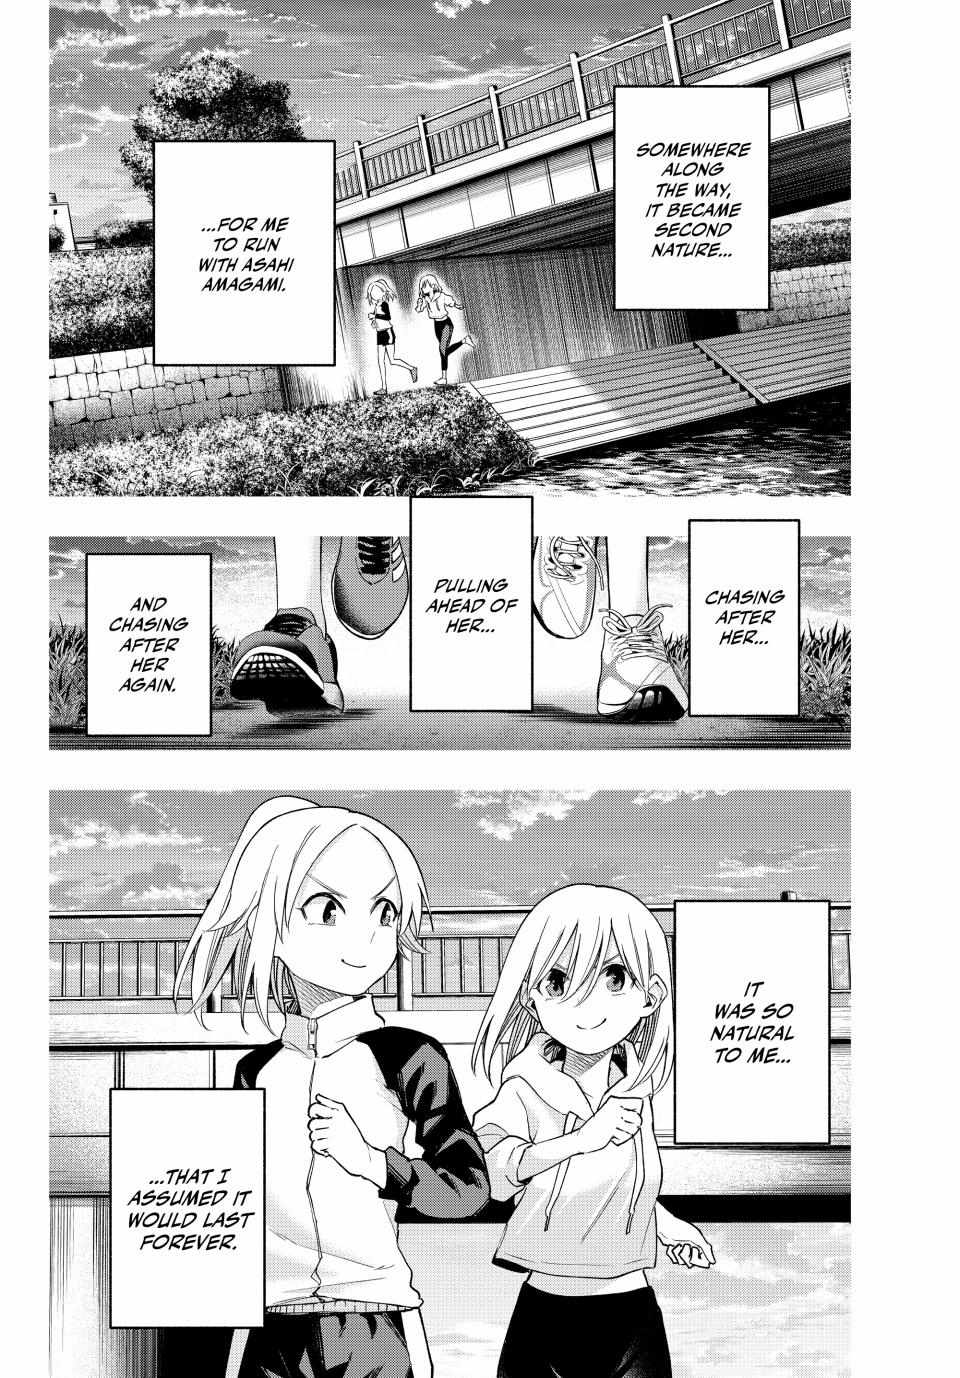 SOMEWHERE
ALONG
THE WAY,
IT BECAME
SECOND
NATURE...
...FOR ME
TO RUN
WITH ASAHI
AMAGAMI.
CHASING
AFTER
HER...
PULLING
AHEAD OF
HER...
AND
CHASING
AFTER
HER
AGAIN.
IT
WAS SO
NATURAL
TO ME...
...THAT I
ASSUMED IT
WOULD LAST
FOREVER.